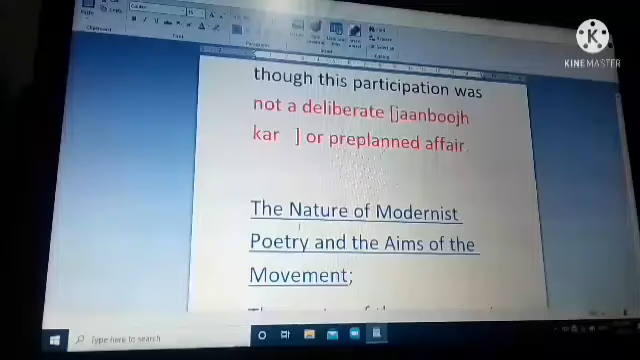 KINEMASTER
though this participation was
not a deliberate [jaanboojh
kar ] or preplanned affair.
The Nature of Modernist
Poetry and the Aims of the
Movement;
Type here to search